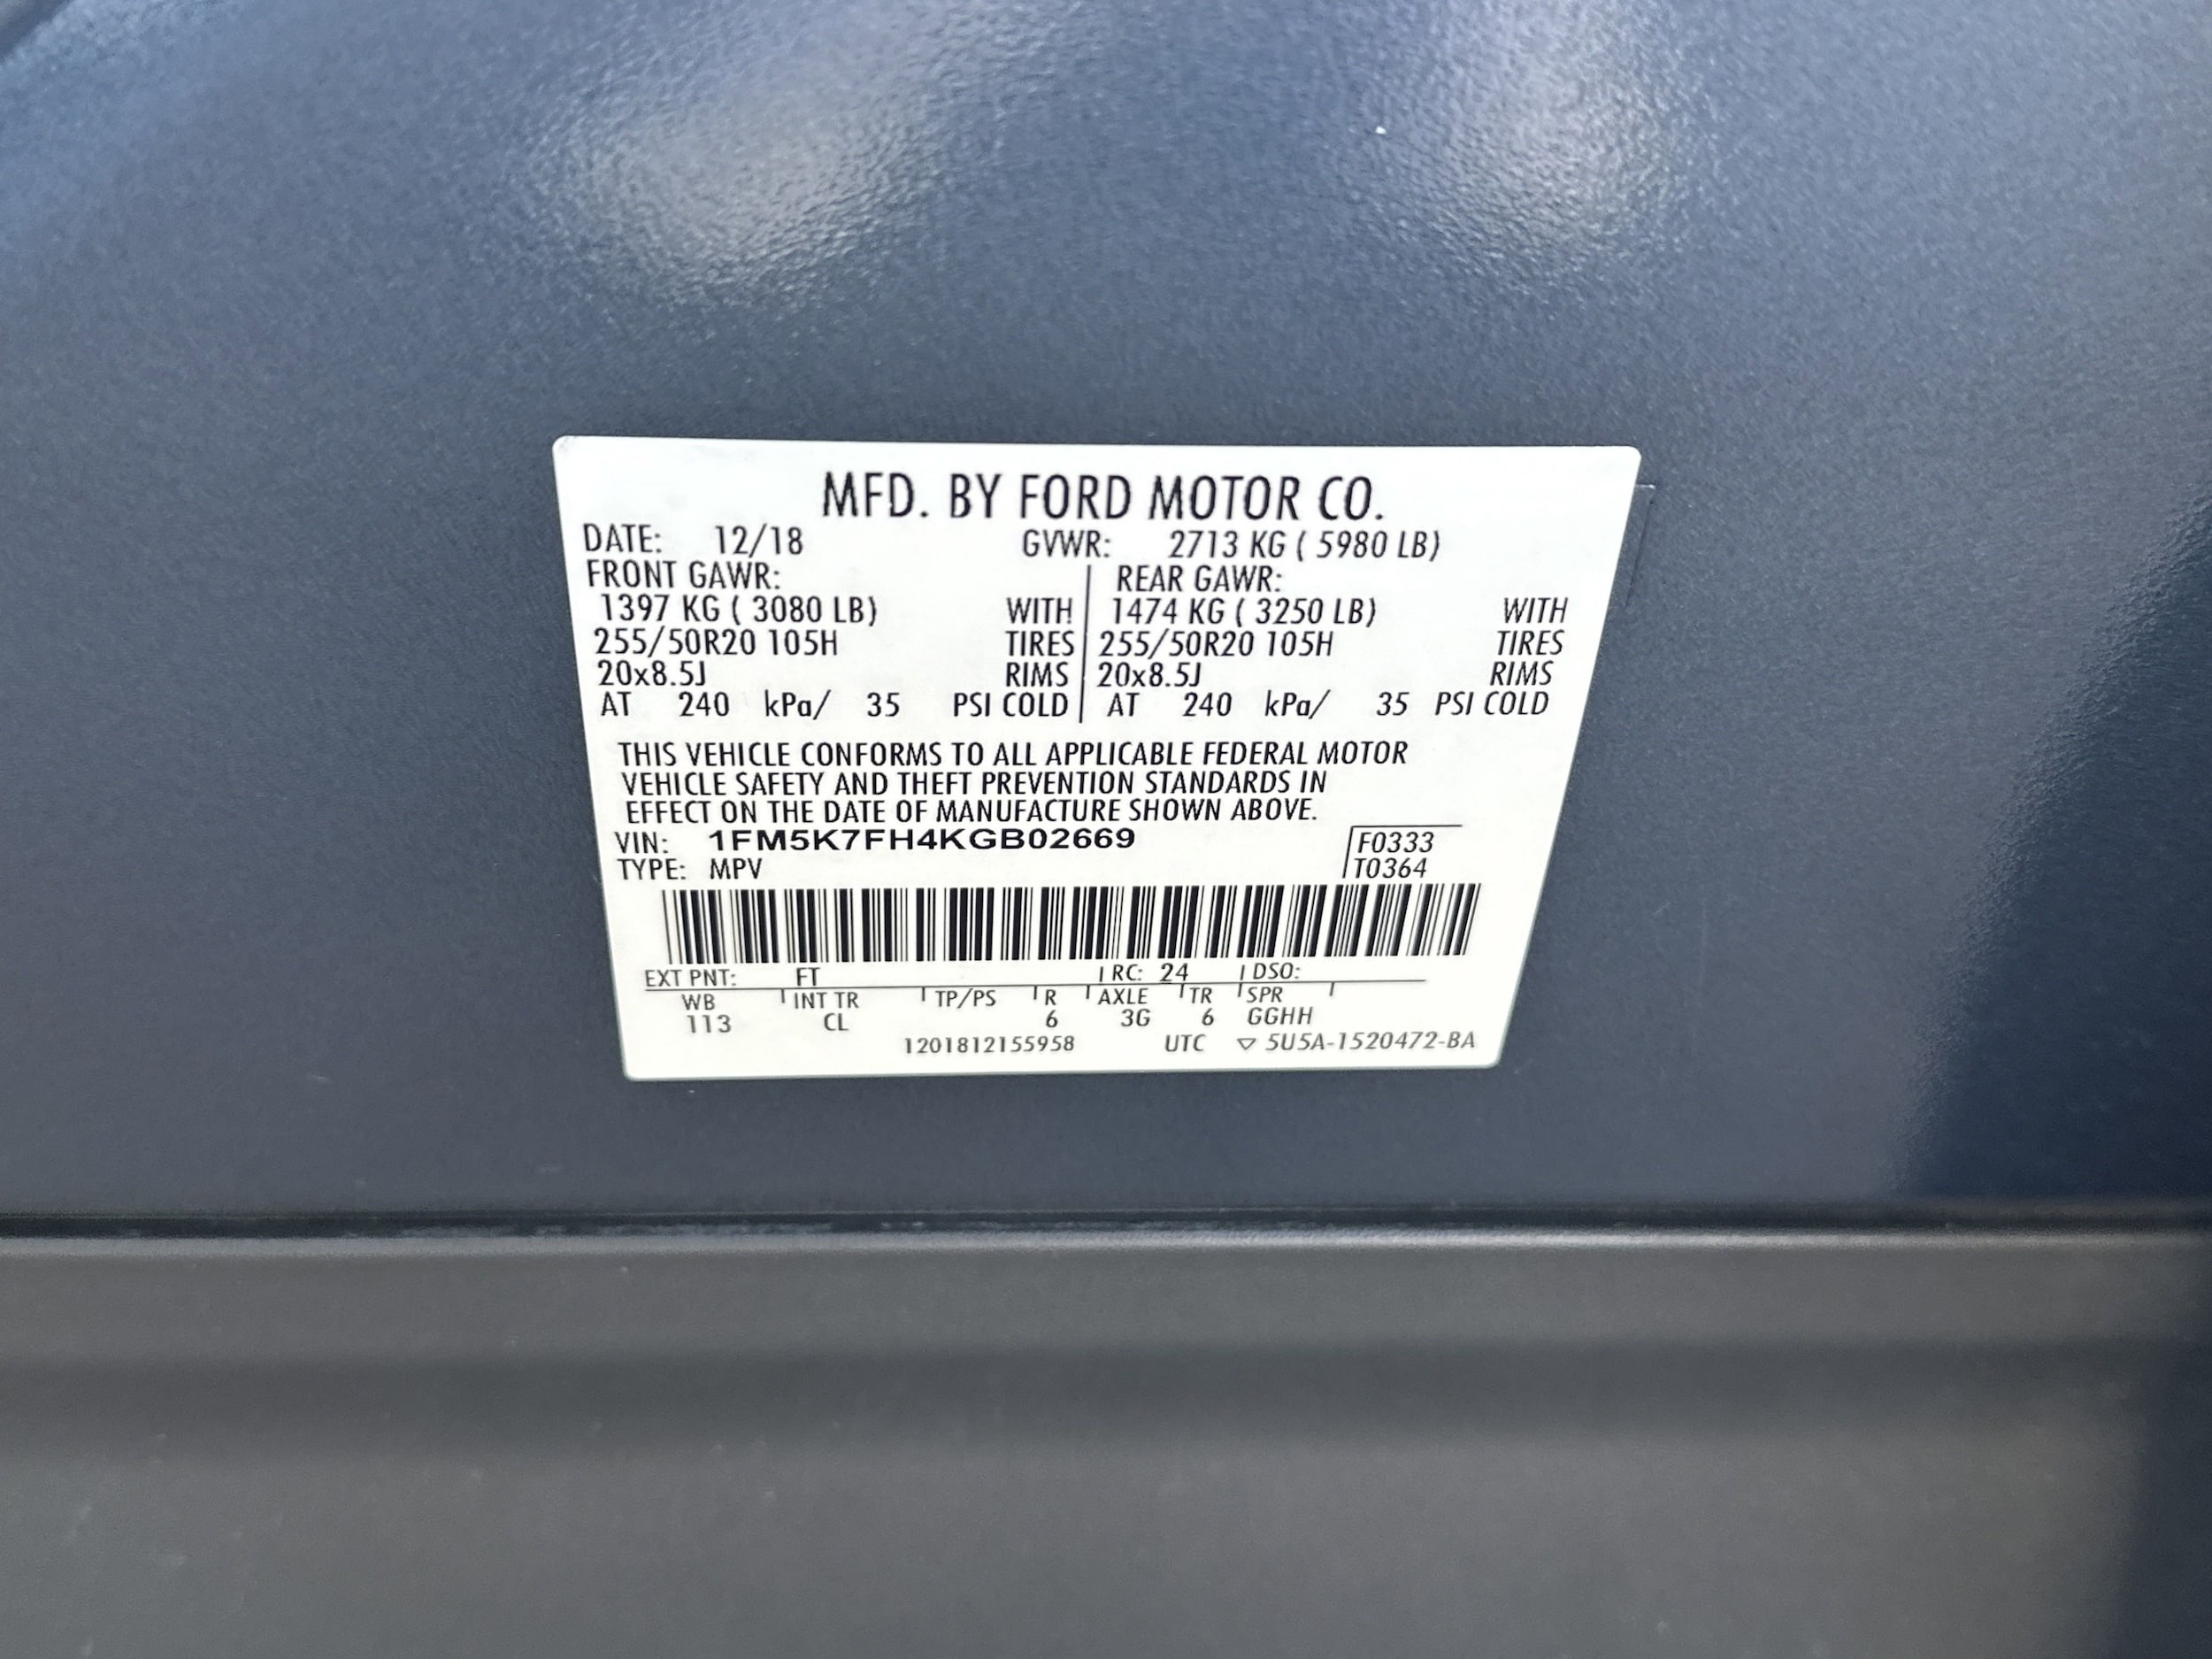 MFD. BY FORD MOTOR CO.
DATE: 12/18 GVWR: 2713 KG ( 5980 LB)
FRONT GAWR: REAR GAWR:
1397 KG ( 3080 LB) WITH 1474 KG ( 3250 LB) WITH
255/50R20 105H TIRES 255/50R20 105H TIRES
20x8.5J RIMS 20x8.5J RIMS
AT 240 kPa/ 35 PSI COLD AT 240 kPa/ 35 PSI COLD
THIS VEHICLE CONFORMS TO ALL APPLICABLE FEDERAL MOTOR
VEHICLE SAFETY AND THEFT PREVENTION STANDARDS IN
EFFECT ON THE DATE OF MANUFACTURE SHOWN ABOVE.
VIN: 1FM5K7FH4KGB02669 F0333
TYPE: MPV T0364
EXT PNT: FT RC: 24 DSO:
WB INT TR TP/PS R AXLE TR SPR
113 CL 6 3G 6 GGHH
1201812155958 UTC ▽ 5U5A-1520472-BA